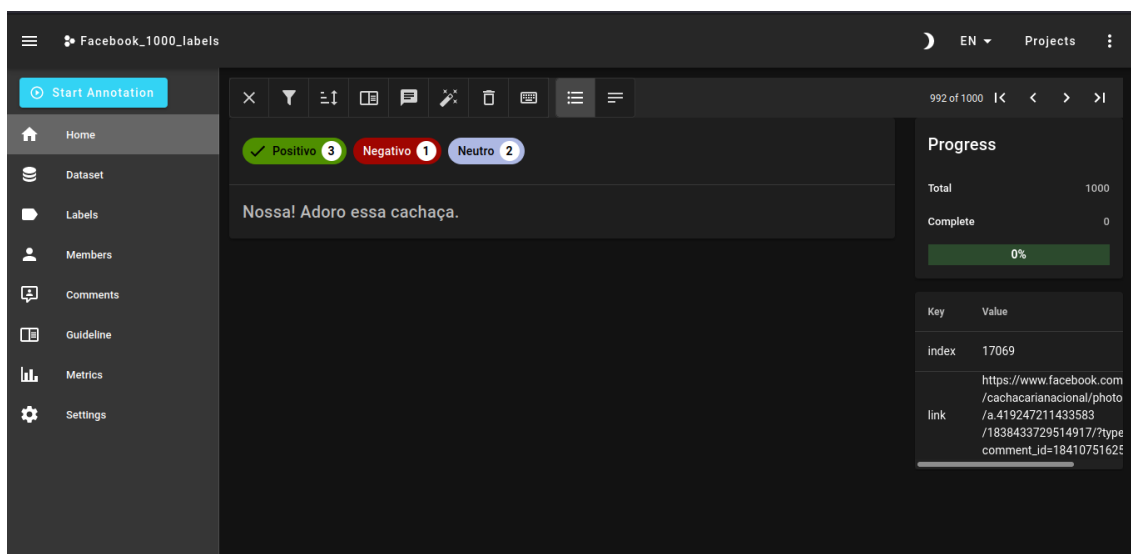 Facebook_1000_labels
EN
Projects
Start Annotation
Home
Dataset
Labels
Members
Comments
Guideline
Metrics
Settings
992 of 1000
Positivo 3 Negativo 1 Neutro 2
Nossa! Adoro essa cachaça.
Progress
Total 1000
Complete 0
0%
Key Value
index 17069
link https://www.facebook.com
/cachacarianacional/photo
/a.419247211433583
/1838433729514917/?type
comment_id=18410751625